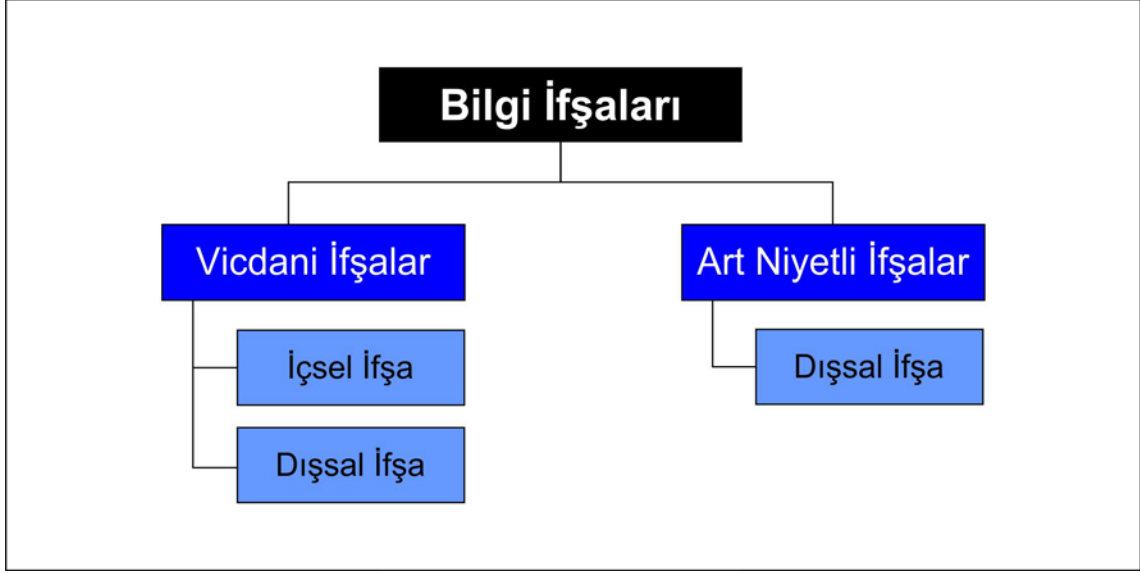 Bilgi İfşaları
Vicdani İfşalar
İçsel İfşa
Dışsal İfşa
Art Niyetli İfşalar
Dışsal İfşa